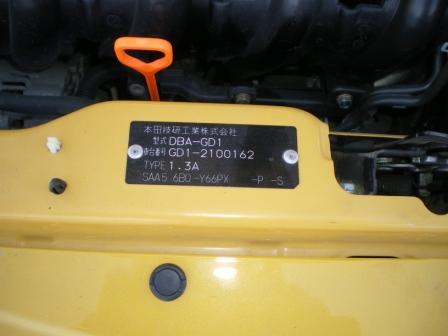 本田技研工業株式会社
型式 DBA-GD1
車台番号 GD1-2100162
TYPE 1.3A
SAA5 6B0-Y66PX -P -S